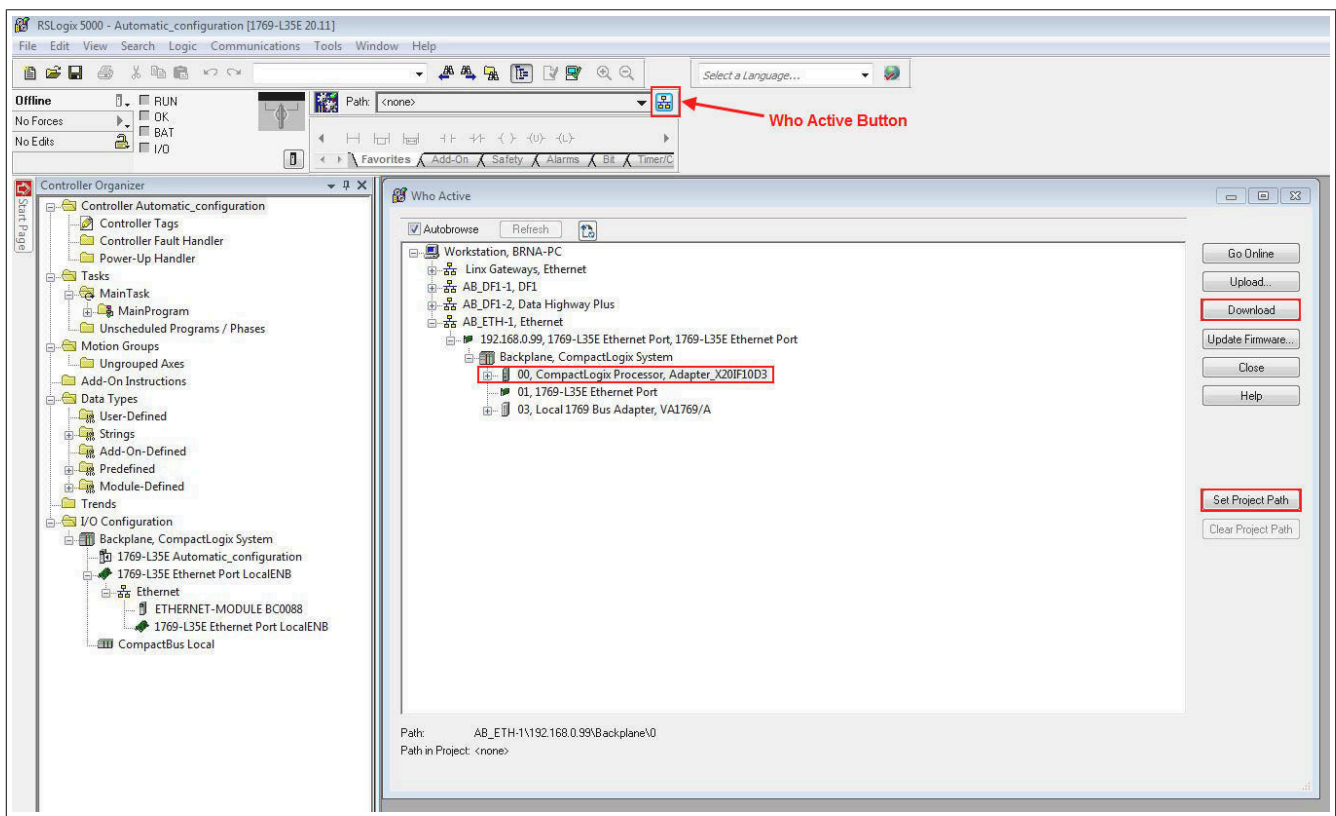 RSLogix 5000 - Automatic_configuration [1769-L35E 20.11]
File Edit View Search Logic Communications Tools Window Help
Select a Language...
Offline
RUN
No Forces
OK
BAT
No Edits
I/O
Path: <none>
Who Active Button
Favorites Add-On Safety Alarms Bit Timer/C
Start Page
Controller Organizer
Controller Automatic_configuration
Controller Tags
Controller Fault Handler
Power-Up Handler
Tasks
MainTask
MainProgram
Unscheduled Programs / Phases
Motion Groups
Ungrouped Axes
Add-On Instructions
Data Types
User-Defined
Strings
Add-On-Defined
Predefined
Module-Defined
Trends
I/O Configuration
Backplane, CompactLogix System
1769-L35E Automatic_configuration
1769-L35E Ethernet Port LocalENB
Ethernet
ETHERNET-MODULE BC0088
1769-L35E Ethernet Port LocalENB
CompactBus Local
Who Active
Autobrowse Refresh
Workstation, BRNA-PC
Linx Gateways, Ethernet
AB_DF1-1, DF1
AB_DF1-2, Data Highway Plus
AB_ETH-1, Ethernet
192.168.0.99, 1769-L35E Ethernet Port, 1769-L35E Ethernet Port
Backplane, CompactLogix System
00, CompactLogix Processor, Adapter_X20IF10D3
01, 1769-L35E Ethernet Port
03, Local 1769 Bus Adapter, VA1769/A
Go Online
Upload...
Download
Update Firmware...
Close
Help
Set Project Path
Clear Project Path
Path: AB_ETH-1\192.168.0.99\Backplane\0
Path in Project: <none>